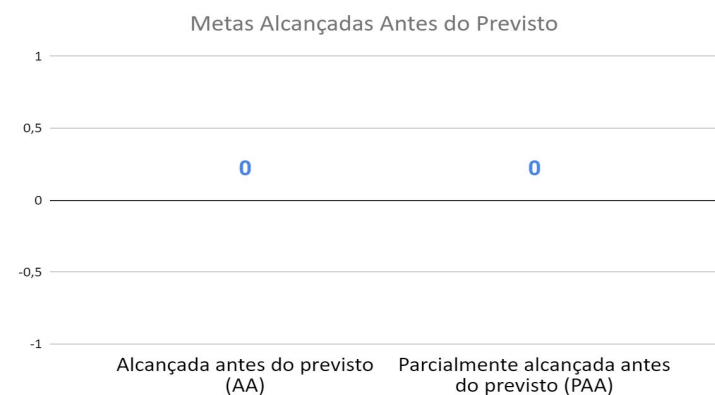 Metas Alcançadas Antes do Previsto
1
0,5
0
-0,5
-1
0
0
Alcançada antes do previsto
(AA)
Parcialmente alcançada antes
do previsto (PAA)